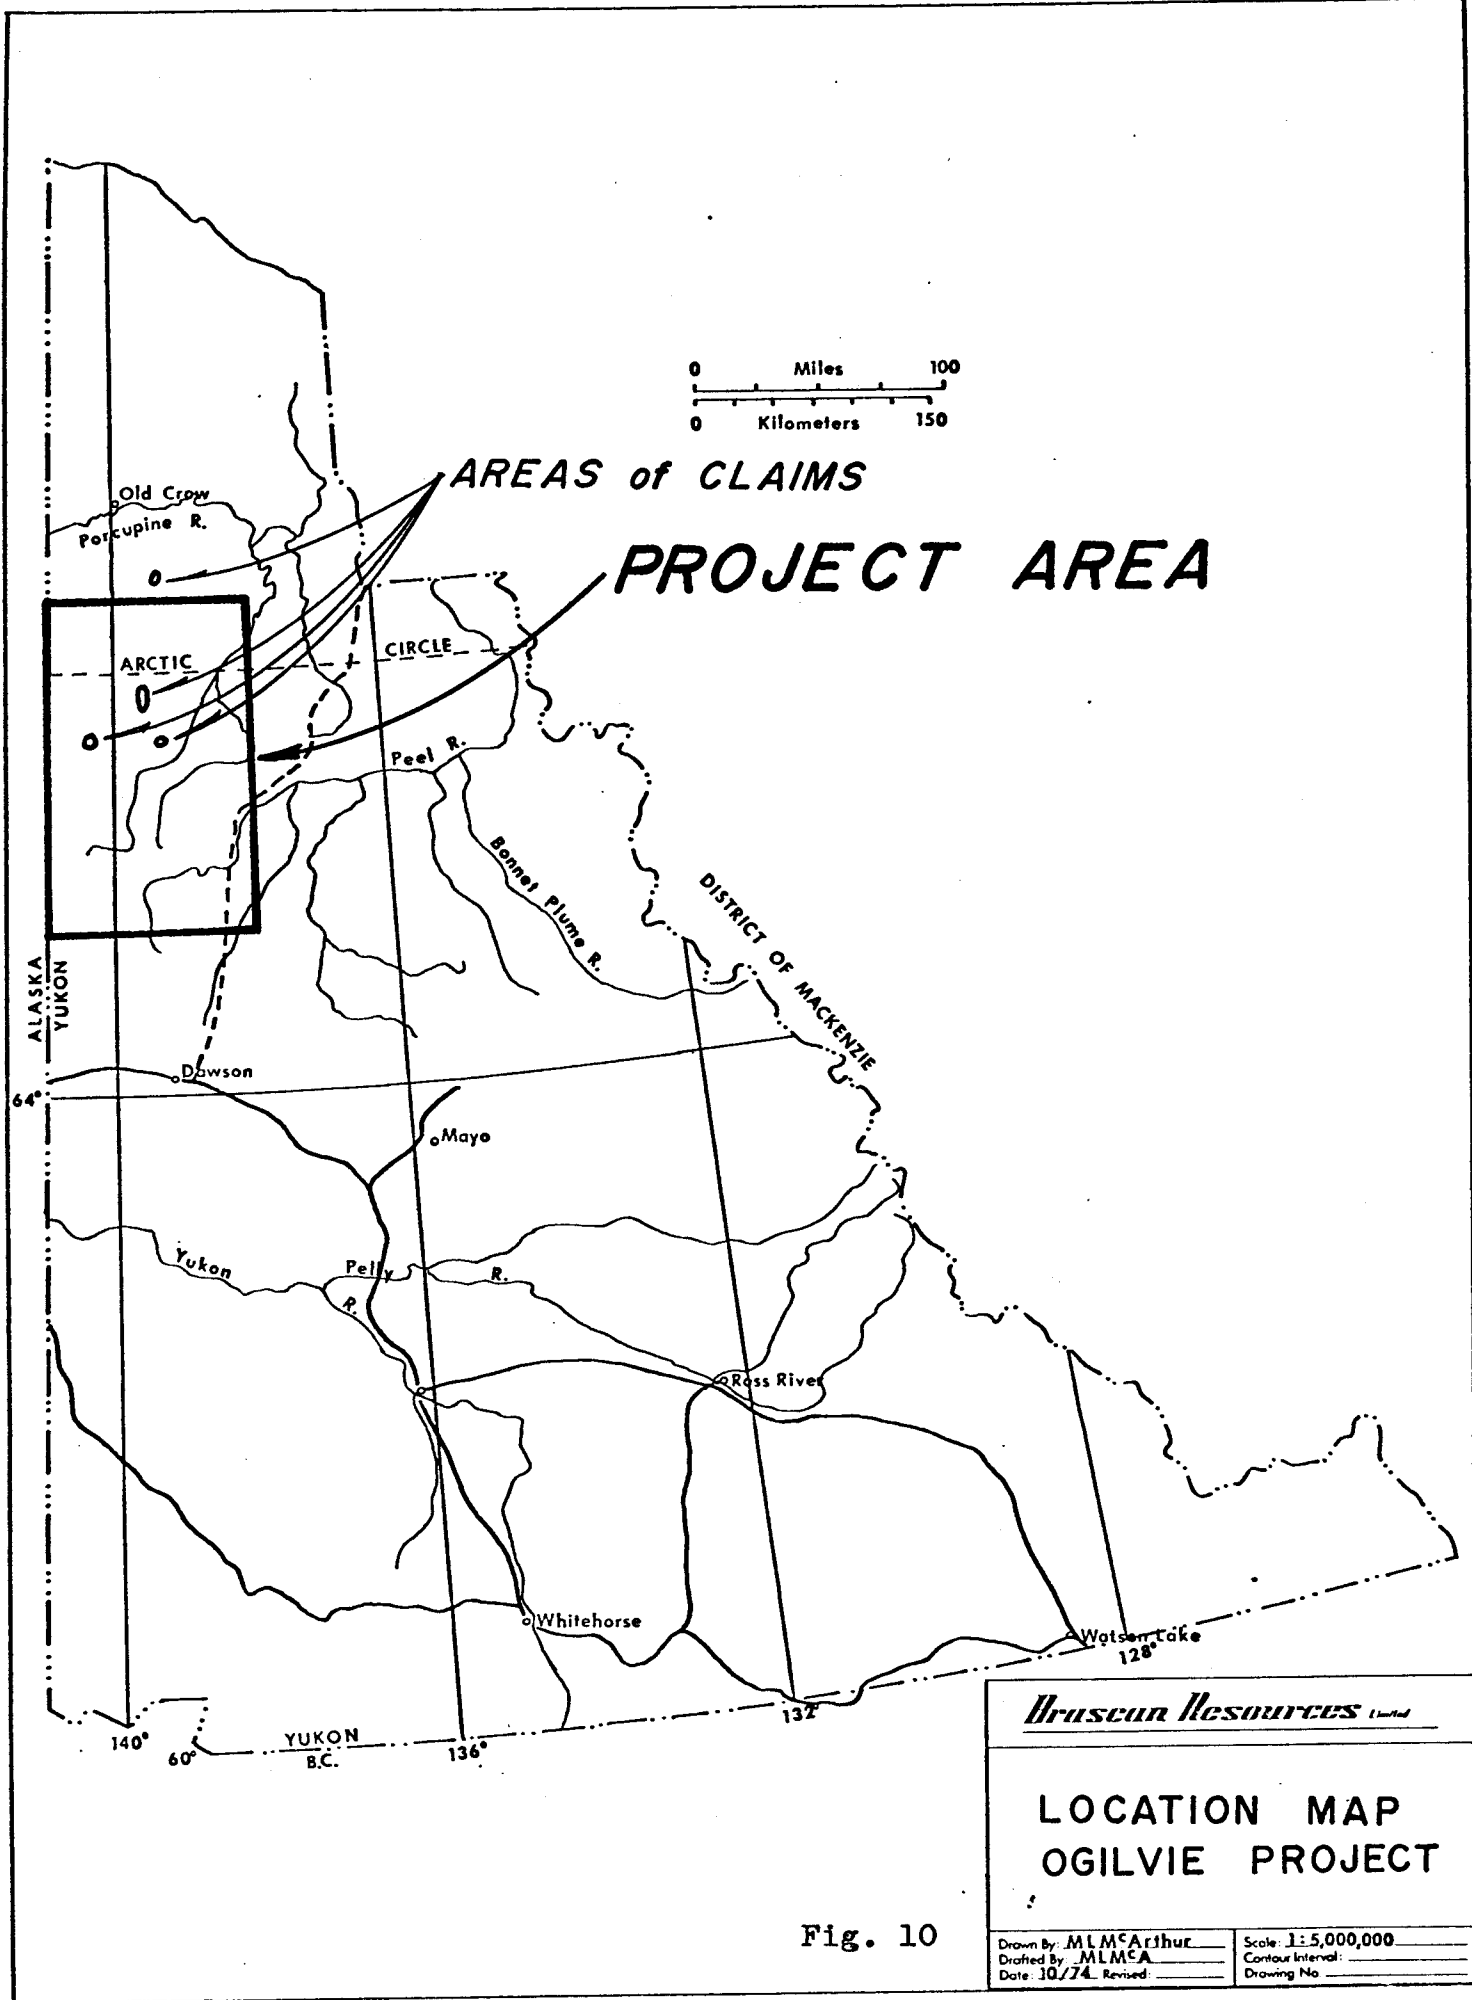 0 Miles 100
0 Kilometers 150
AREAS of CLAIMS
Old Crow
Porcupine R.
PROJECT AREA
ARCTIC CIRCLE
Peel R.
Bonnet Plume R.
DISTRICT OF MACKENZIE
ALASKA
YUKON
Dawson
64°
Mayo
Yukon R.
Pelly R.
Ross River
Whitehorse
Watson Lake
128°
132°
140°
60°
YUKON
B.C.
136°
Brascan Resources Limited
LOCATION MAP
OGILVIE PROJECT
Fig. 10
Drawn By: MLMcArthur
Drafted By: MLMcA
Date: 10/74 Revised:
Scale: 1:5,000,000
Contour Interval:
Drawing No.